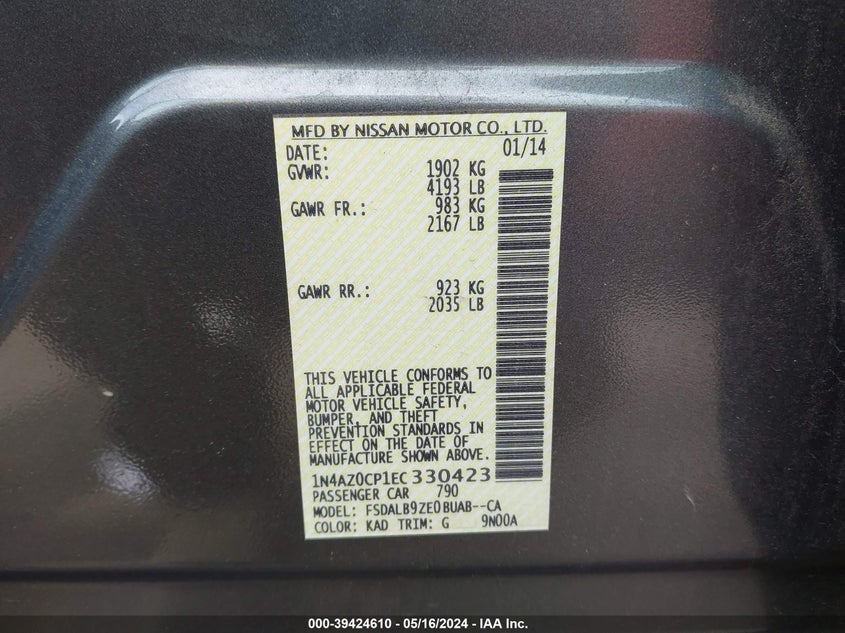 MFD BY NISSAN MOTOR CO., LTD.
DATE: 01/14
GVWR: 1902 KG
4193 LB
GAWR FR.: 983 KG
2167 LB
GAWR RR.: 923 KG
2035 LB
THIS VEHICLE CONFORMS TO
ALL APPLICABLE FEDERAL
MOTOR VEHICLE SAFETY,
BUMPER, AND THEFT
PREVENTION STANDARDS IN
EFFECT ON THE DATE OF
MANUFACTURE SHOWN ABOVE.
1N4AZ0CP1EC330423
PASSENGER CAR 790
MODEL: FSDALB9ZE0BUAB--CA
COLOR: KAD TRIM: G 9N00A
000-39424610 / 05/16/2024 - IAA Inc.